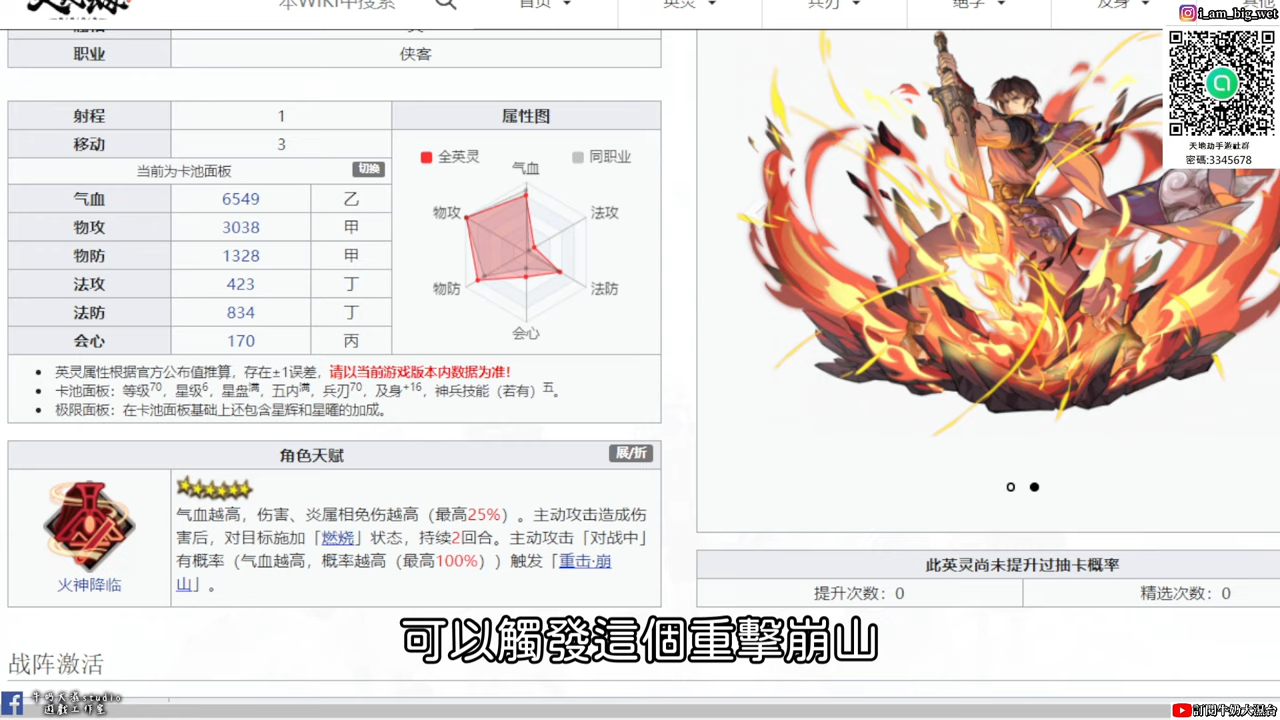 本WIKI中搜索
首页
英灵
兵刃
绝学
及身
其他
i_am_big_wet
职业
侠客
天地劫手游社群
密碼:3345678
射程
1
属性图
移动
3
当前为卡池面板
切换
气血
6549
乙
物攻
3038
甲
物防
1328
甲
法攻
423
丁
法防
834
丁
会心
170
丙
全英灵
同职业
气血
物攻
法攻
物防
法防
会心
英灵属性根据官方公布值推算，存在±1误差，请以当前游戏版本内数据为准！
卡池面板：等级70，星级6，星盘满，五内满，兵刃70，及身+16，神兵技能（若有）五。
极限面板：在卡池面板基础上还包含星辉和星曜的加成。
角色天赋
展/折
火神降临
气血越高，伤害、炎属相免伤越高（最高25%）。主动攻击造成伤
害后，对目标施加「燃烧」状态，持续2回合。主动攻击「对战中」
有概率（气血越高，概率越高（最高100%））触发「重击·崩
山」。
此英灵尚未提升过抽卡概率
提升次数：0
精选次数：0
可以觸發這個重擊崩山
战阵激活
遊戲工作室